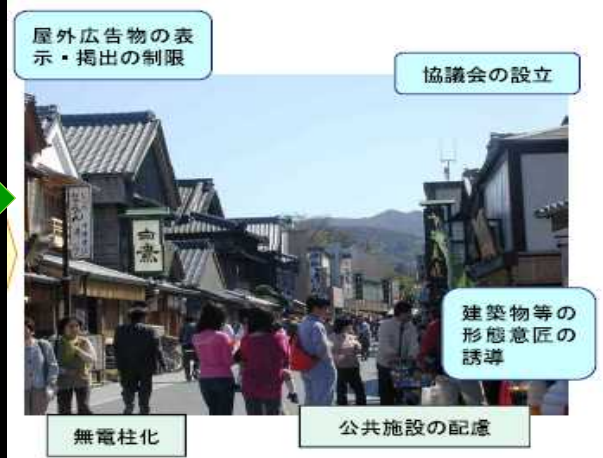 屋外広告物の表
示・掲出の制限
協議会の設立
建築物等の
形態意匠の
誘導
無電柱化
公共施設の配慮